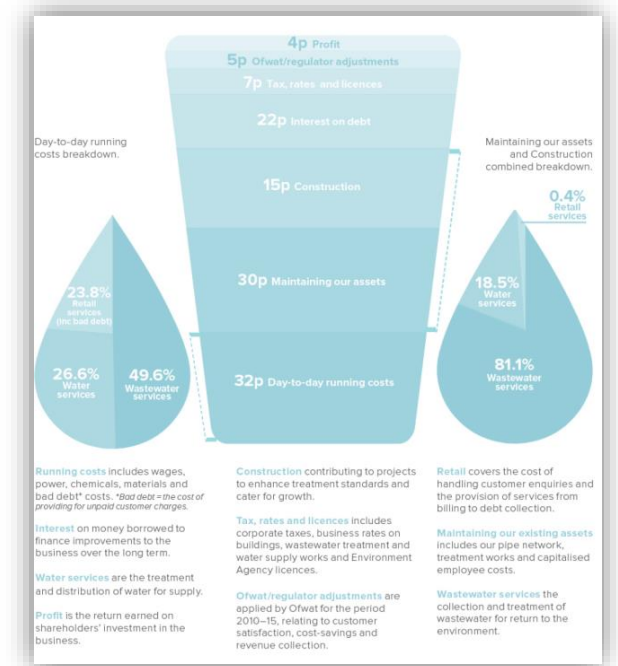 4p Profit
5p Ofwat/regulator adjustments
7p Tax, rates and licences
22p Interest on debt
15p Construction
30p Maintaining our assets
32p Day-to-day running costs
Day-to-day running
costs breakdown.
23.8%
Retail
services
(inc bad debt)
26.6%
Water
services
49.6%
Wastewater
services
Maintaining our assets
and Construction
combined breakdown.
0.4%
Retail
services
18.5%
Water
services
81.1%
Wastewater
services
Running costs includes wages,
power, chemicals, materials and
bad debt* costs. *Bad debt = the cost of
providing for unpaid customer charges.
Interest on money borrowed to
finance improvements to the
business over the long term.
Water services are the treatment
and distribution of water for supply.
Profit is the return earned on
shareholders' investment in the
business.
Construction contributing to projects
to enhance treatment standards and
cater for growth.
Tax, rates and licences includes
corporate taxes, business rates on
buildings, wastewater treatment and
water supply works and Environment
Agency licences.
Ofwat/regulator adjustments are
applied by Ofwat for the period
2010–15, relating to customer
satisfaction, cost-savings and
revenue collection.
Retail covers the cost of
handling customer enquiries and
the provision of services from
billing to debt collection.
Maintaining our existing assets
includes our pipe network,
treatment works and capitalised
employee costs.
Wastewater services the
collection and treatment of
wastewater for return to the
environment.